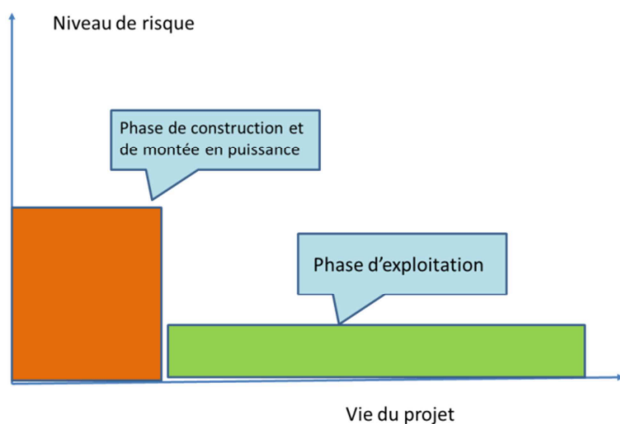 Niveau de risque
Phase de construction et
de montée en puissance
Phase d’exploitation
Vie du projet